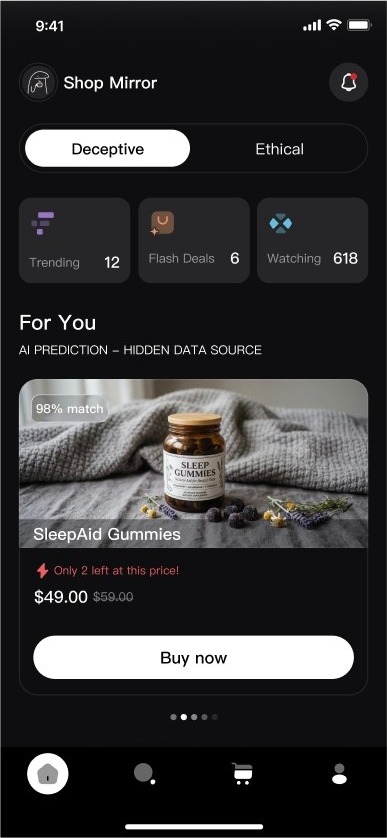 9:41
Shop Mirror
Deceptive
Ethical
Trending 12
Flash Deals 6
Watching 618
For You
AI PREDICTION – HIDDEN DATA SOURCE
98% match
SLEEP
GUMMIES
SleepAid Gummies
Only 2 left at this price!
$49.00 $59.00
Buy now